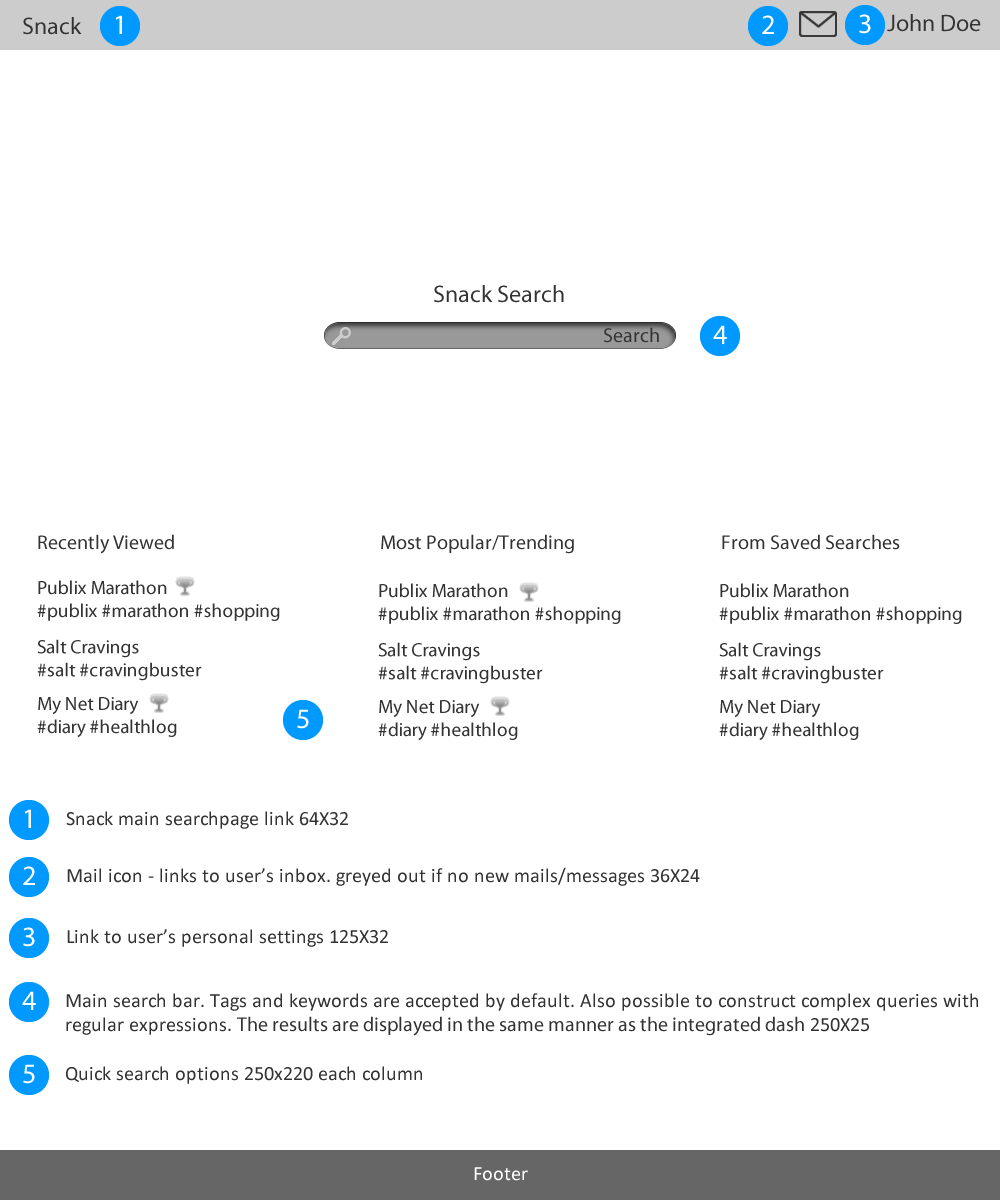 Snack 1 2 3 John Doe
Snack Search
Search 4
Recently Viewed
Publix Marathon
#publix #marathon #shopping
Salt Cravings
#salt #cravingbuster
My Net Diary
#diary #healthlog
5
Most Popular/Trending
Publix Marathon
#publix #marathon #shopping
Salt Cravings
#salt #cravingbuster
My Net Diary
#diary #healthlog
From Saved Searches
Publix Marathon
#publix #marathon #shopping
Salt Cravings
#salt #cravingbuster
My Net Diary
#diary #healthlog
1 Snack main searchpage link 64X32
2 Mail icon - links to user’s inbox. greyed out if no new mails/messages 36X24
3 Link to user’s personal settings 125X32
4 Main search bar. Tags and keywords are accepted by default. Also possible to construct complex queries with
regular expressions. The results are displayed in the same manner as the integrated dash 250X25
5 Quick search options 250x220 each column
Footer